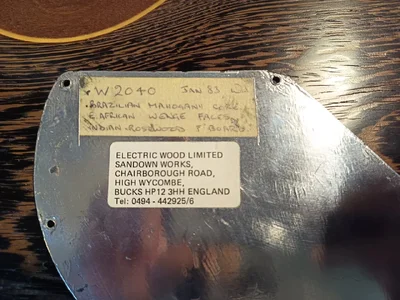 W2040 JAN 83
BRAZILIAN MAHOGANY CORE
E. AFRICAN WENGE FACES
INDIAN ROSEWOOD F'BOARD
ELECTRIC WOOD LIMITED
SANDOWN WORKS,
CHAIRBOROUGH ROAD,
HIGH WYCOMBE,
BUCKS HP12 3HH ENGLAND
Tel: 0494 - 442925/6